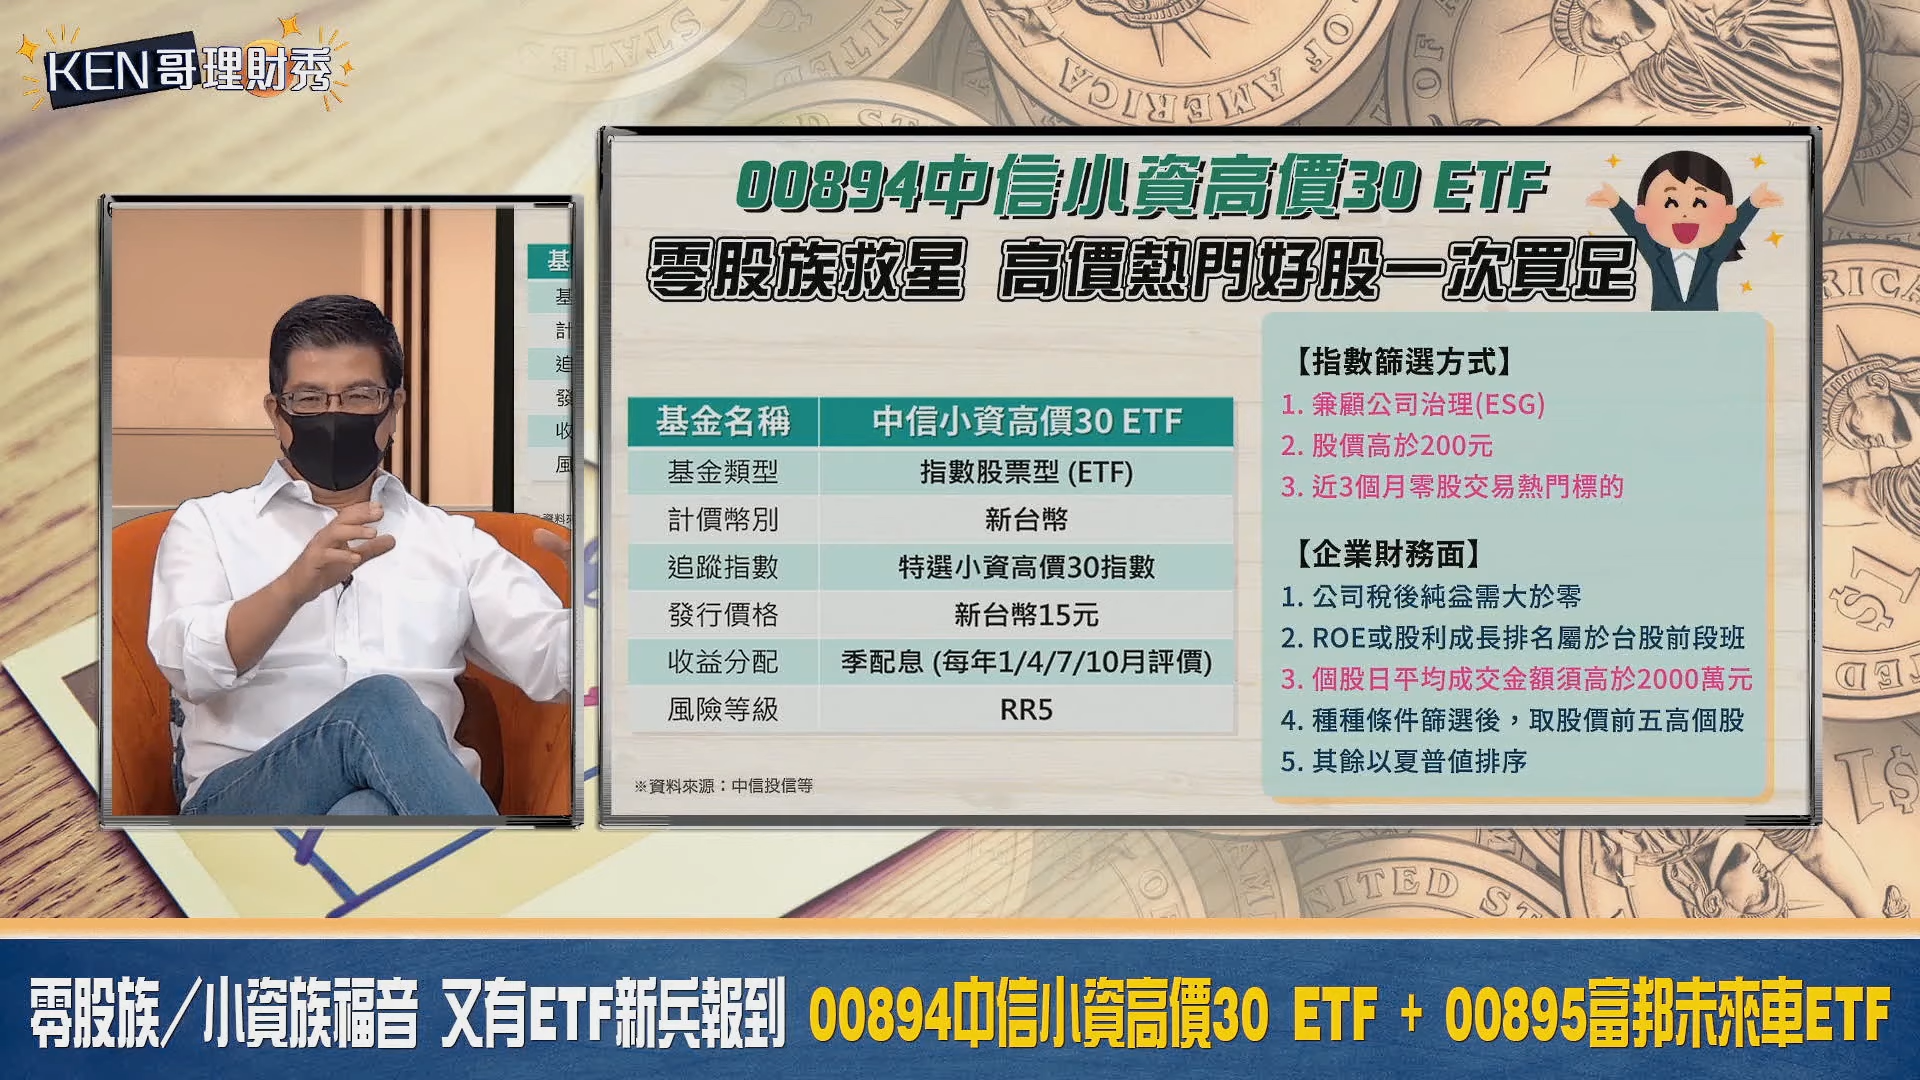 KEN哥理財秀
00894中信小資高價30 ETF
零股族救星 高價熱門好股一次買足
基金名稱 中信小資高價30 ETF
基金類型 指數股票型 (ETF)
計價幣別 新台幣
追蹤指數 特選小資高價30指數
發行價格 新台幣15元
收益分配 季配息 (每年1/4/7/10月評價)
風險等級 RR5
※資料來源：中信投信等
【指數篩選方式】
1. 兼顧公司治理(ESG)
2. 股價高於200元
3. 近3個月零股交易熱門標的
【企業財務面】
1. 公司稅後純益需大於零
2. ROE或股利成長排名屬於台股前段班
3. 個股日平均成交金額須高於2000萬元
4. 種種條件篩選後，取股價前五高個股
5. 其餘以夏普值排序
基
基
計
追
發
收
風
資料來
OF AMERICA
UNITED ST
零股族／小資族福音 又有ETF新兵報到 00894中信小資高價30 ETF + 00895富邦未來車ETF